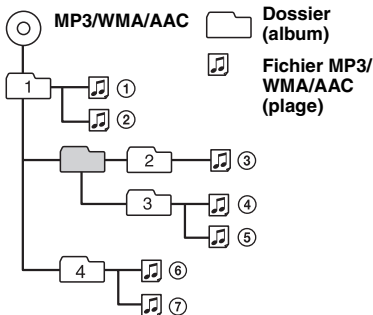 MP3/WMA/AAC
Dossier
(album)
Fichier MP3/
WMA/AAC
(plage)
1
①
②
2
③
3
④
⑤
4
⑥
⑦